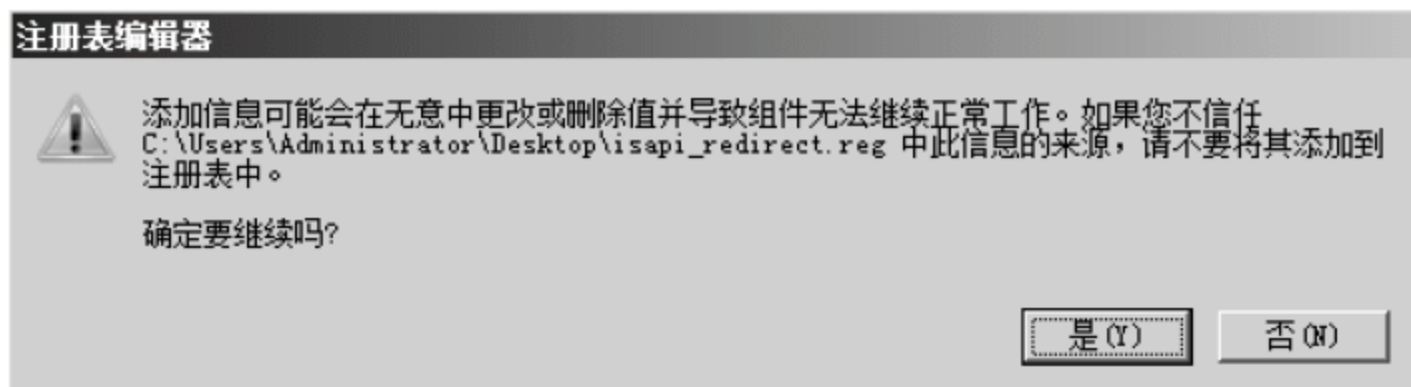 注册表编辑器
添加信息可能会在无意中更改或删除值并导致组件无法继续正常工作。如果您不信任
C:\Users\Administrator\Desktop\isapi_redirect.reg 中此信息的来源，请不要将其添加到
注册表中。
确定要继续吗?
是(Y)
否(N)